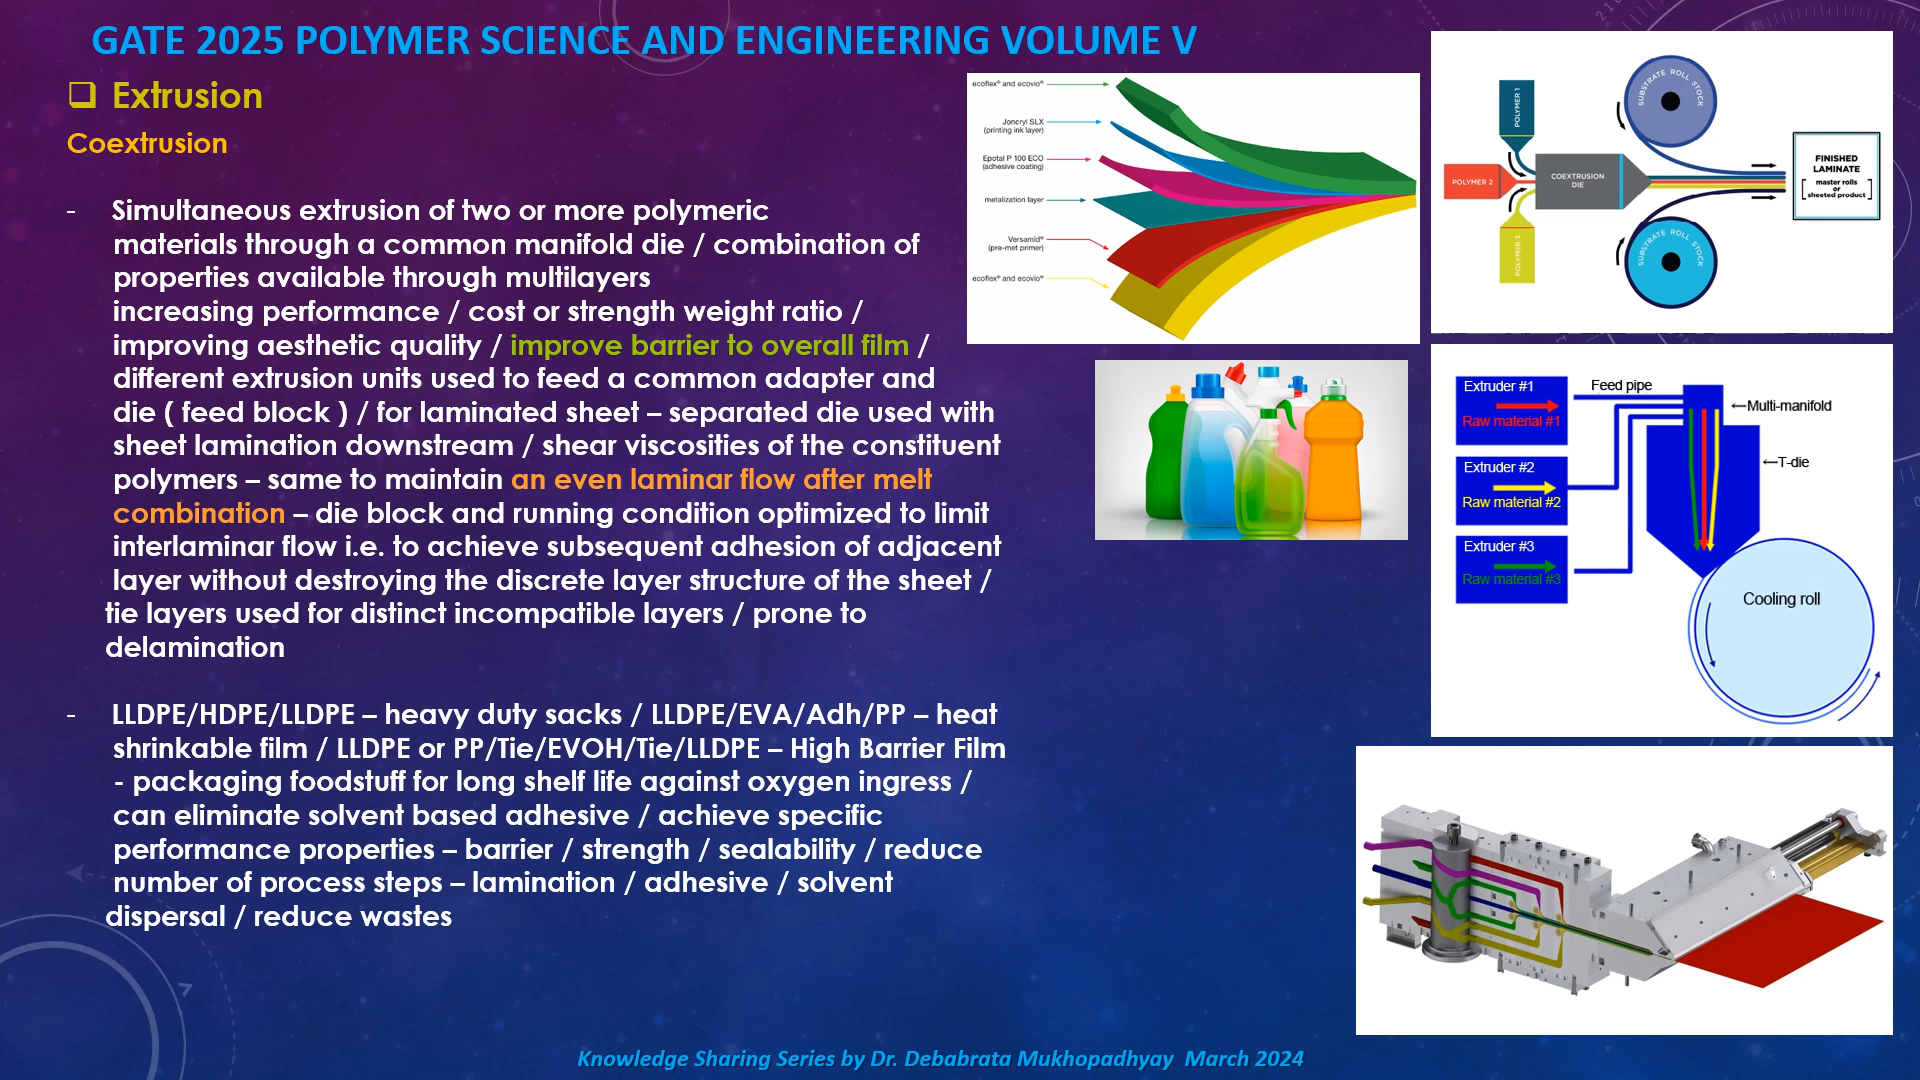 GATE 2025 POLYMER SCIENCE AND ENGINEERING VOLUME V
❑ Extrusion
Coextrusion
- Simultaneous extrusion of two or more polymeric
materials through a common manifold die / combination of
properties available through multilayers
increasing performance / cost or strength weight ratio /
improving aesthetic quality / improve barrier to overall film /
different extrusion units used to feed a common adapter and
die ( feed block ) / for laminated sheet – separated die used with
sheet lamination downstream / shear viscosities of the constituent
polymers – same to maintain an even laminar flow after melt
combination – die block and running condition optimized to limit
interlaminar flow i.e. to achieve subsequent adhesion of adjacent
layer without destroying the discrete layer structure of the sheet /
tie layers used for distinct incompatible layers / prone to
delamination
- LLDPE/HDPE/LLDPE – heavy duty sacks / LLDPE/EVA/Adh/PP – heat
shrinkable film / LLDPE or PP/Tie/EVOH/Tie/LLDPE – High Barrier Film
- packaging foodstuff for long shelf life against oxygen ingress /
can eliminate solvent based adhesive / achieve specific
performance properties – barrier / strength / sealability / reduce
number of process steps – lamination / adhesive / solvent
dispersal / reduce wastes
ecoflex® and ecovio®
Joncryl SLX
(printing ink layer)
Epotal P 100 ECO
(adhesive coating)
metalization layer
Versamid®
(pre-met primer)
ecoflex® and ecovio®
SUBSTRATE ROLL STOCK
POLYMER 1
POLYMER 2
POLYMER 3
COEXTRUSION
DIE
FINISHED
LAMINATE
master rolls
or
sheeted product
SUBSTRATE ROLL STOCK
Extruder #1
Raw material #1
Feed pipe
←Multi-manifold
Extruder #2
Raw material #2
←T-die
Extruder #3
Raw material #3
Cooling roll
Knowledge Sharing Series by Dr. Debabrata Mukhopadhyay March 2024